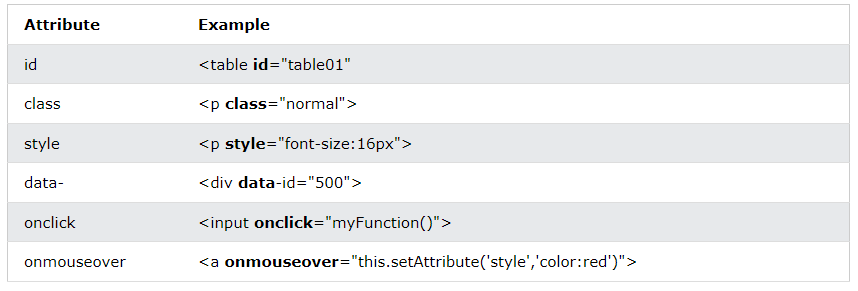 Attribute Example
id <table id="table01"
class <p class="normal">
style <p style="font-size:16px">
data- <div data-id="500">
onclick <input onclick="myFunction()">
onmouseover <a onmouseover="this.setAttribute('style','color:red')">